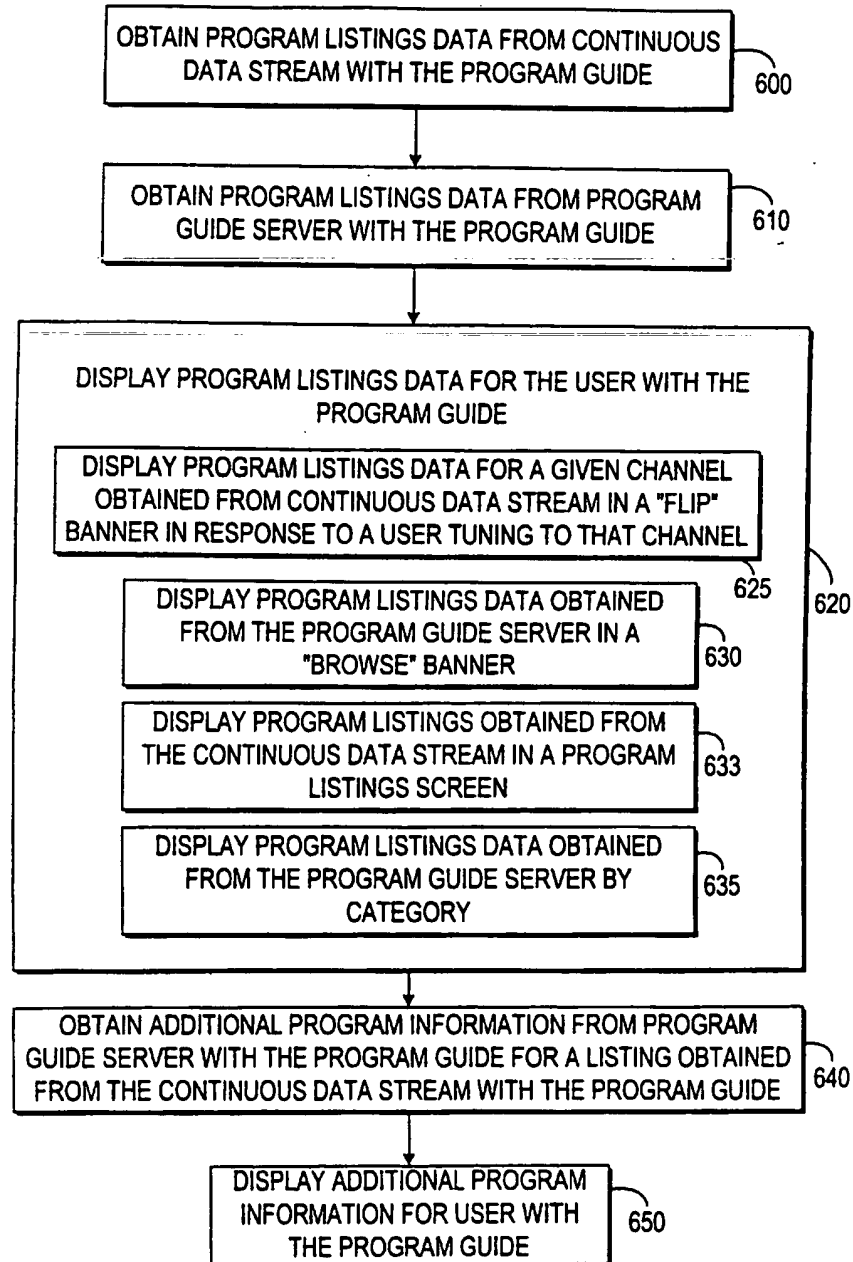 OBTAIN PROGRAM LISTINGS DATA FROM CONTINUOUS
DATA STREAM WITH THE PROGRAM GUIDE
600
OBTAIN PROGRAM LISTINGS DATA FROM PROGRAM
GUIDE SERVER WITH THE PROGRAM GUIDE
610
DISPLAY PROGRAM LISTINGS DATA FOR THE USER WITH THE
PROGRAM GUIDE
DISPLAY PROGRAM LISTINGS DATA FOR A GIVEN CHANNEL
OBTAINED FROM CONTINUOUS DATA STREAM IN A "FLIP"
BANNER IN RESPONSE TO A USER TUNING TO THAT CHANNEL
625
620
DISPLAY PROGRAM LISTINGS DATA OBTAINED
FROM THE PROGRAM GUIDE SERVER IN A
"BROWSE" BANNER
630
DISPLAY PROGRAM LISTINGS OBTAINED FROM
THE CONTINUOUS DATA STREAM IN A PROGRAM
LISTINGS SCREEN
633
DISPLAY PROGRAM LISTINGS DATA OBTAINED
FROM THE PROGRAM GUIDE SERVER BY
CATEGORY
635
OBTAIN ADDITIONAL PROGRAM INFORMATION FROM PROGRAM
GUIDE SERVER WITH THE PROGRAM GUIDE FOR A LISTING OBTAINED
FROM THE CONTINUOUS DATA STREAM WITH THE PROGRAM GUIDE
640
DISPLAY ADDITIONAL PROGRAM
INFORMATION FOR USER WITH
THE PROGRAM GUIDE
650